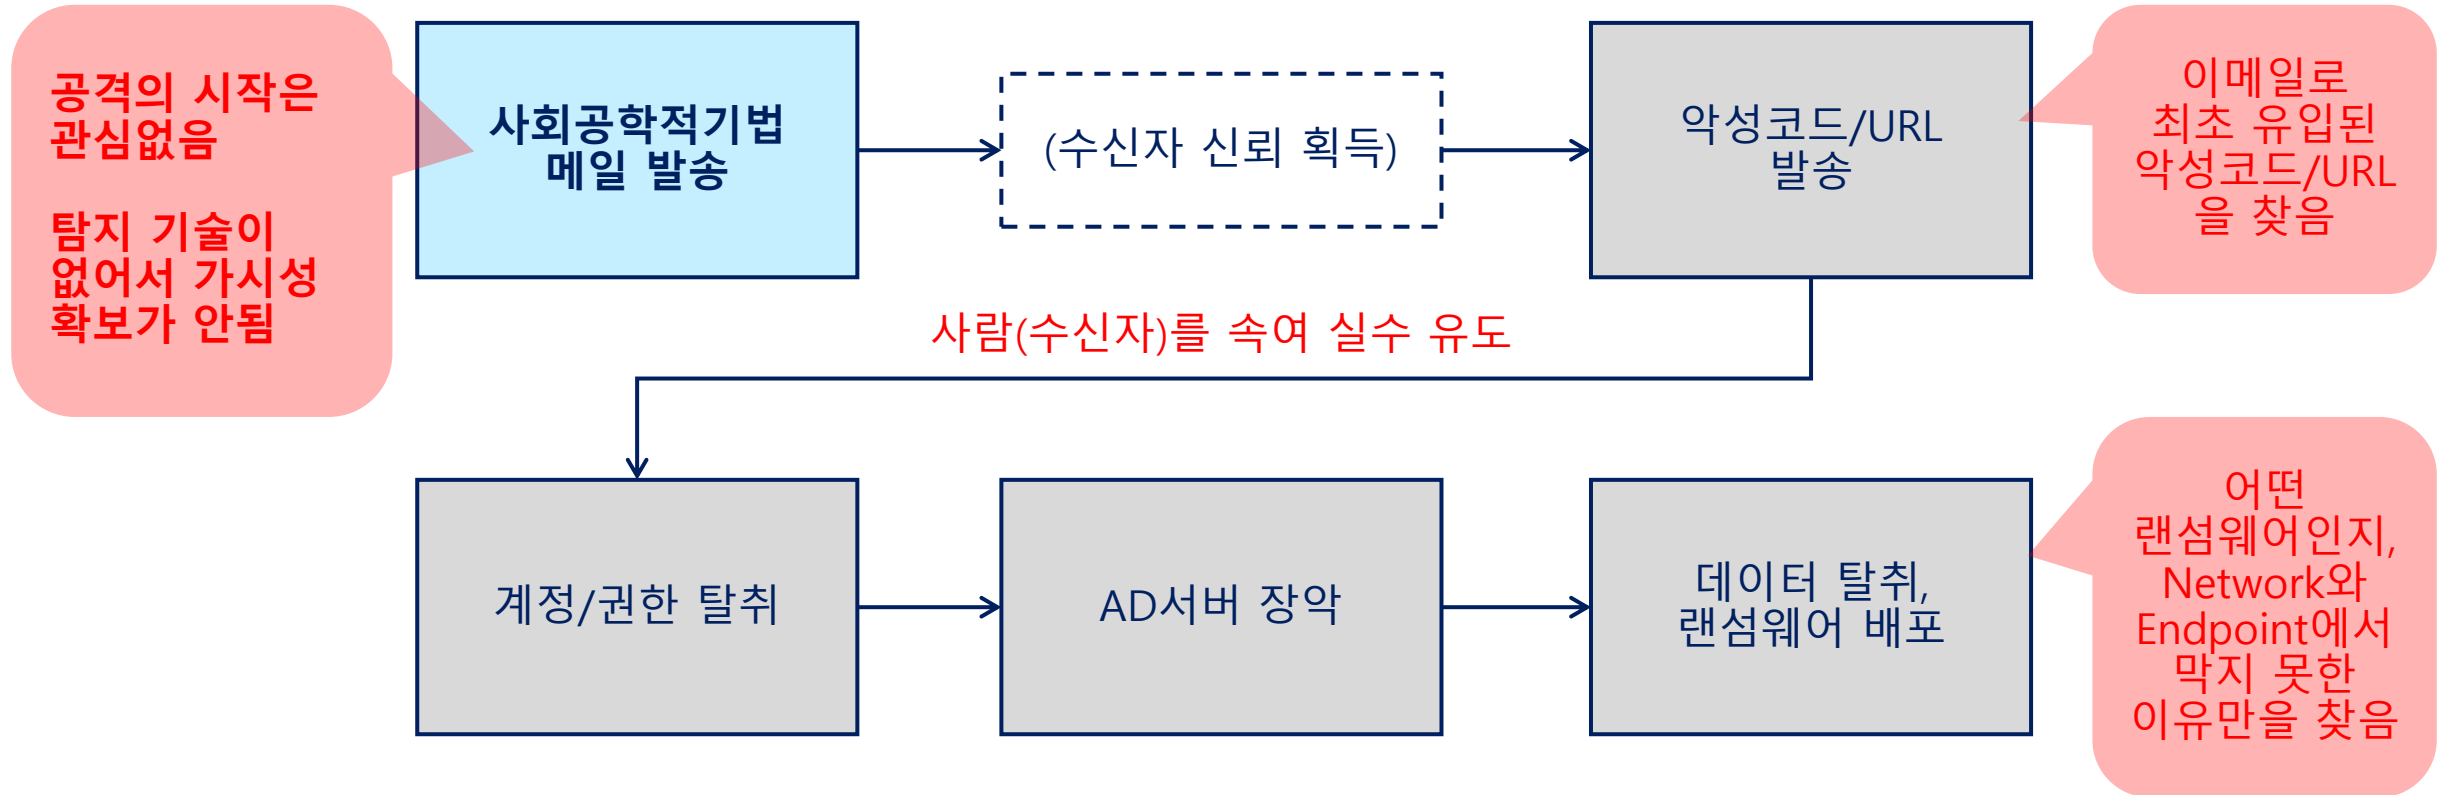 공격의 시작은
관심없음
탐지 기술이
없어서 가시성
확보가 안됨
사회공학적기법
메일 발송
(수신자 신뢰 획득)
악성코드/URL
발송
이메일로
최초 유입된
악성코드/URL
을 찾음
사람(수신자)를 속여 실수 유도
계정/권한 탈취
AD서버 장악
데이터 탈취,
랜섬웨어 배포
어떤
랜섬웨어인지,
Network와
Endpoint에서
막지 못한
이유만을 찾음